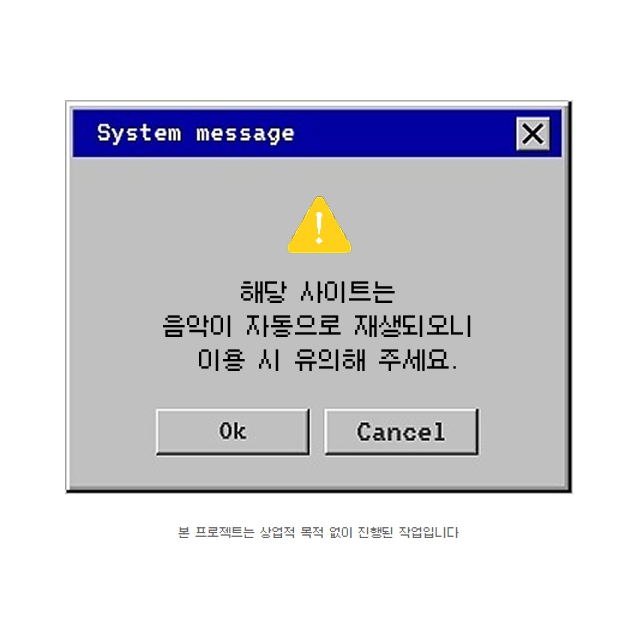 System message
해당 사이트는
음악이 자동으로 재생되오니
이용 시 유의해 주세요.
Ok
Cancel
본 프로젝트는 상업적 목적 없이 진행된 작업입니다